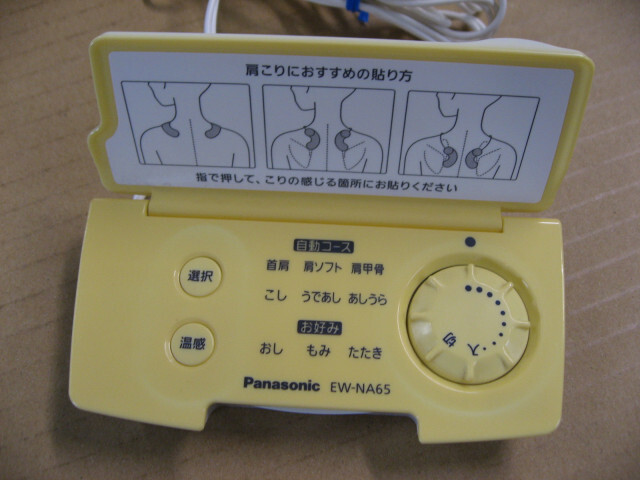 肩こりにおすすめの貼り方
指で押して、こりの感じる箇所にお貼りください
自動コース
選択
首肩 肩ソフト 肩甲骨
こし うであし あしうら
お好み
温感
おし もみ たたき
入 切
Panasonic EW-NA65